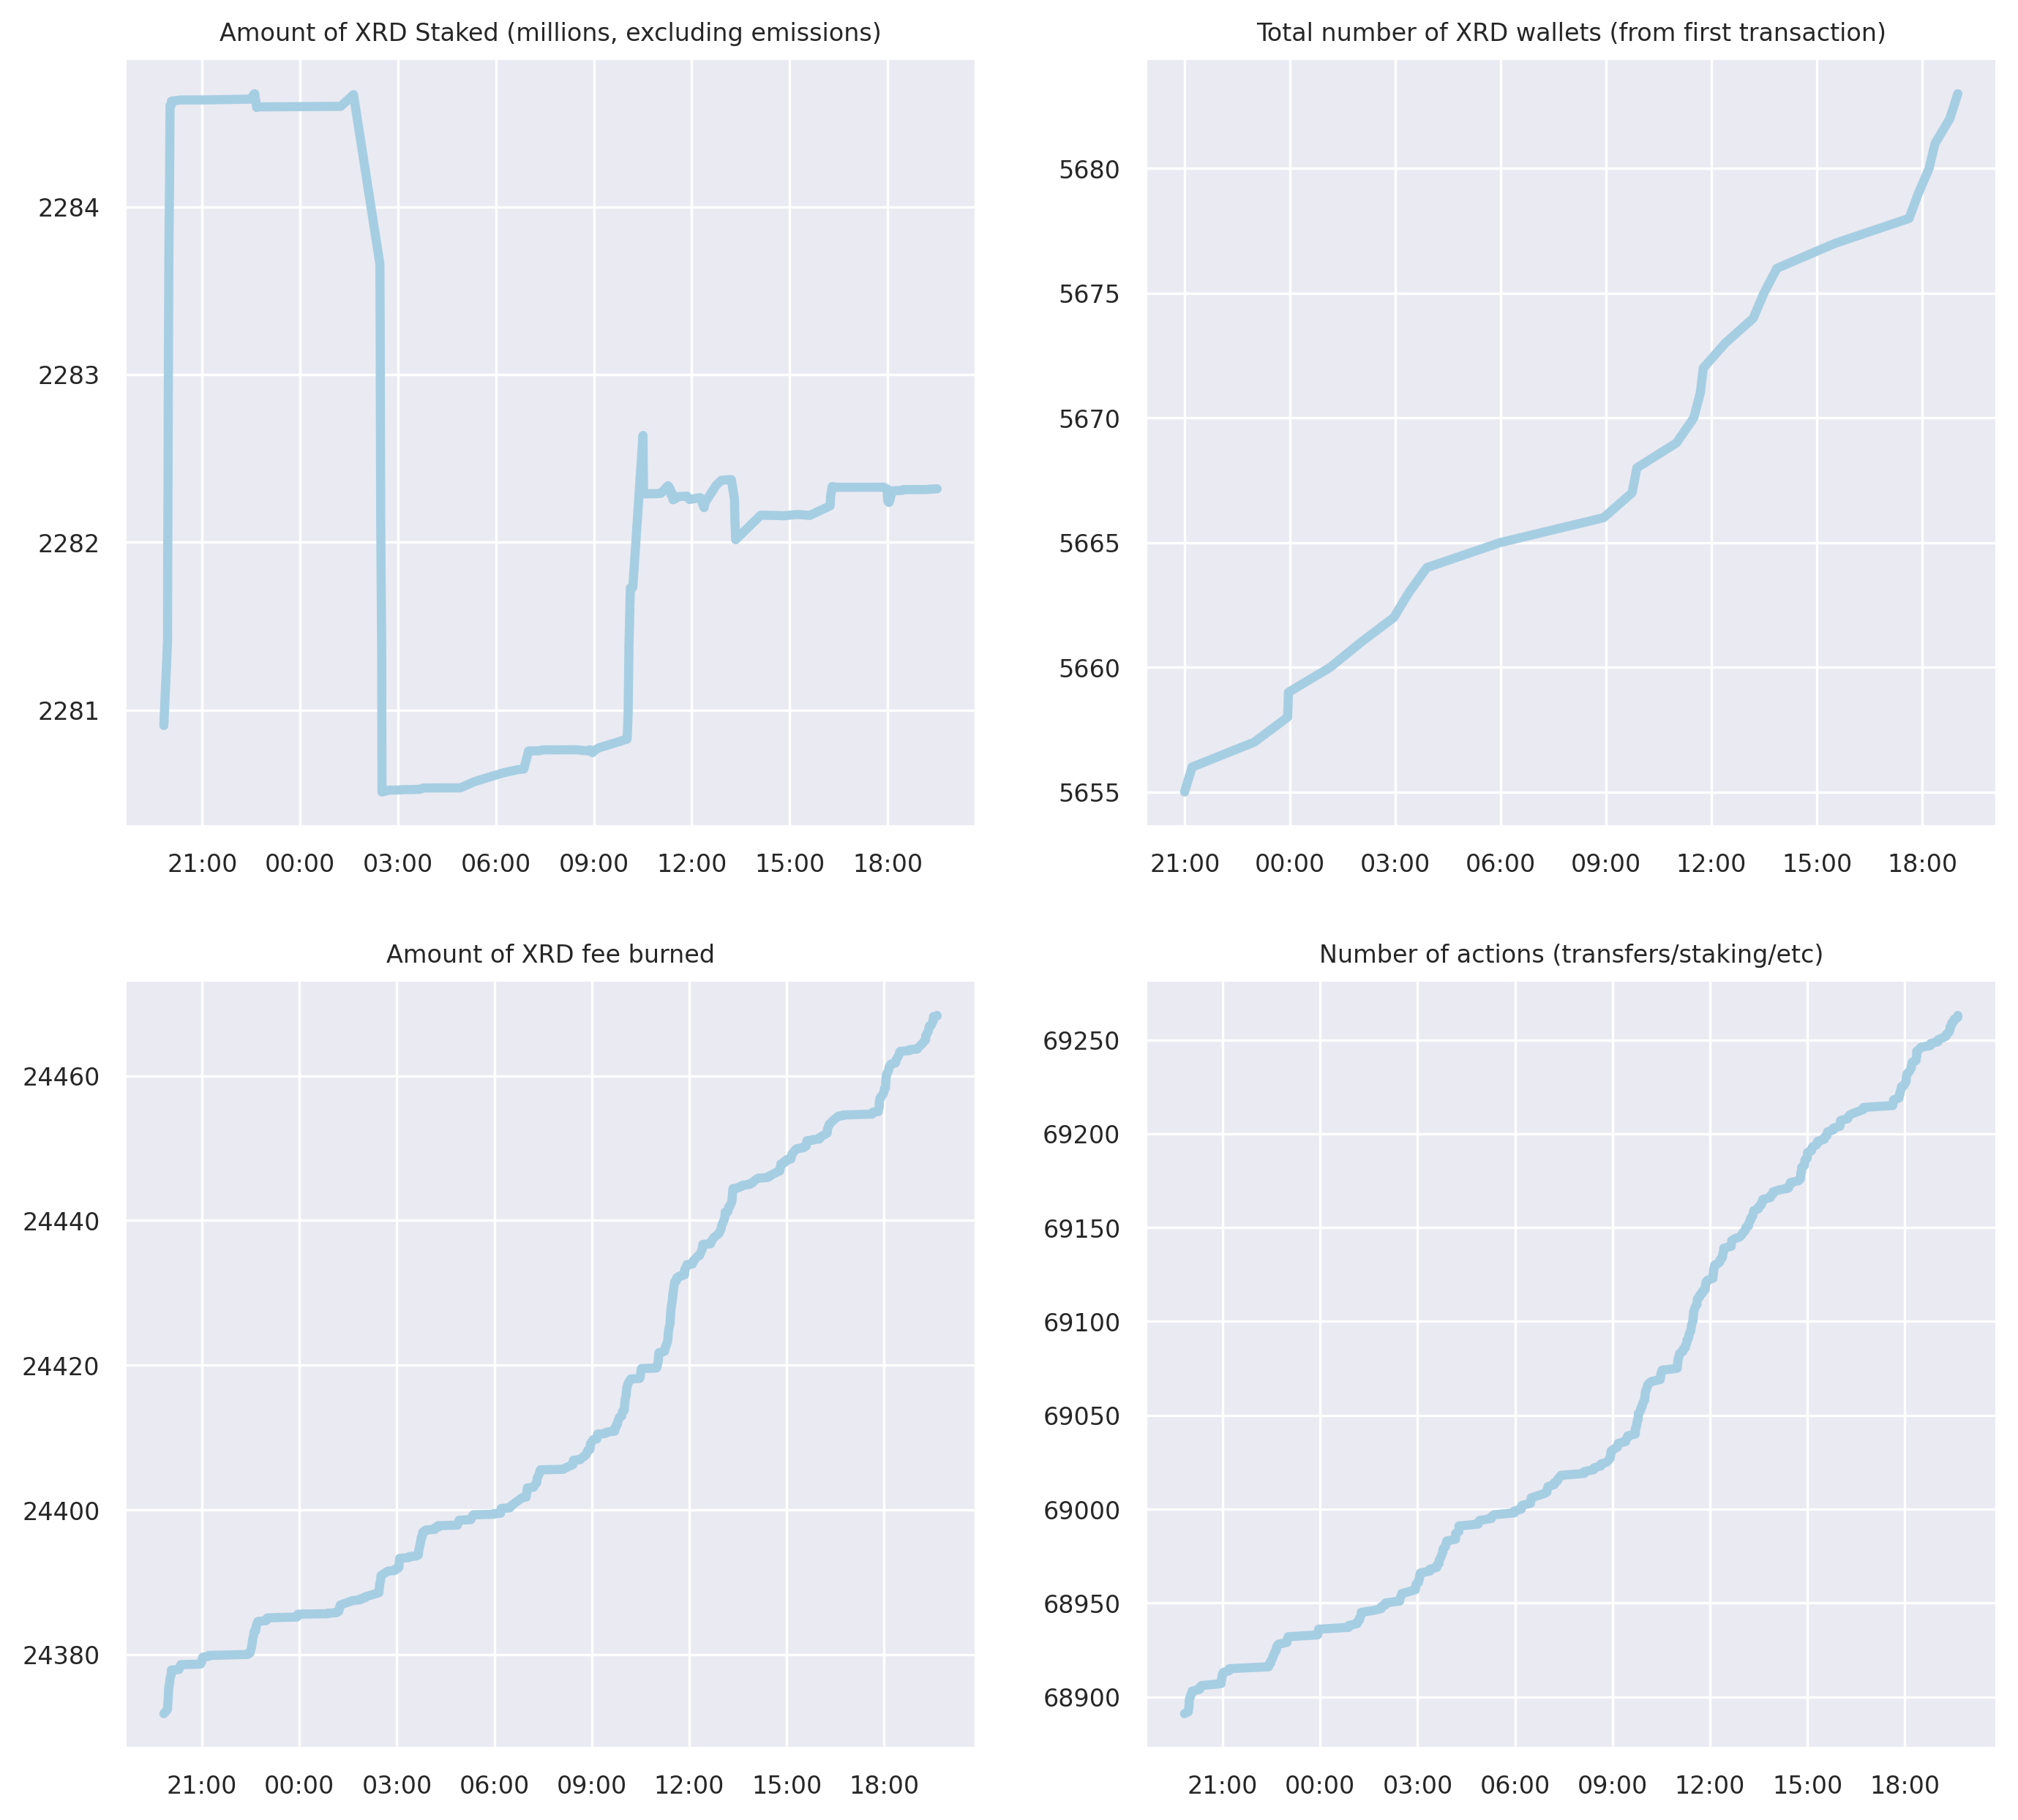 Amount of XRD Staked (millions, excluding emissions)
2284
2283
2282
2281
21:00 00:00 03:00 06:00 09:00 12:00 15:00 18:00
Total number of XRD wallets (from first transaction)
5680
5675
5670
5665
5660
5655
21:00 00:00 03:00 06:00 09:00 12:00 15:00 18:00
Amount of XRD fee burned
24460
24440
24420
24400
24380
21:00 00:00 03:00 06:00 09:00 12:00 15:00 18:00
Number of actions (transfers/staking/etc)
69250
69200
69150
69100
69050
69000
68950
68900
21:00 00:00 03:00 06:00 09:00 12:00 15:00 18:00